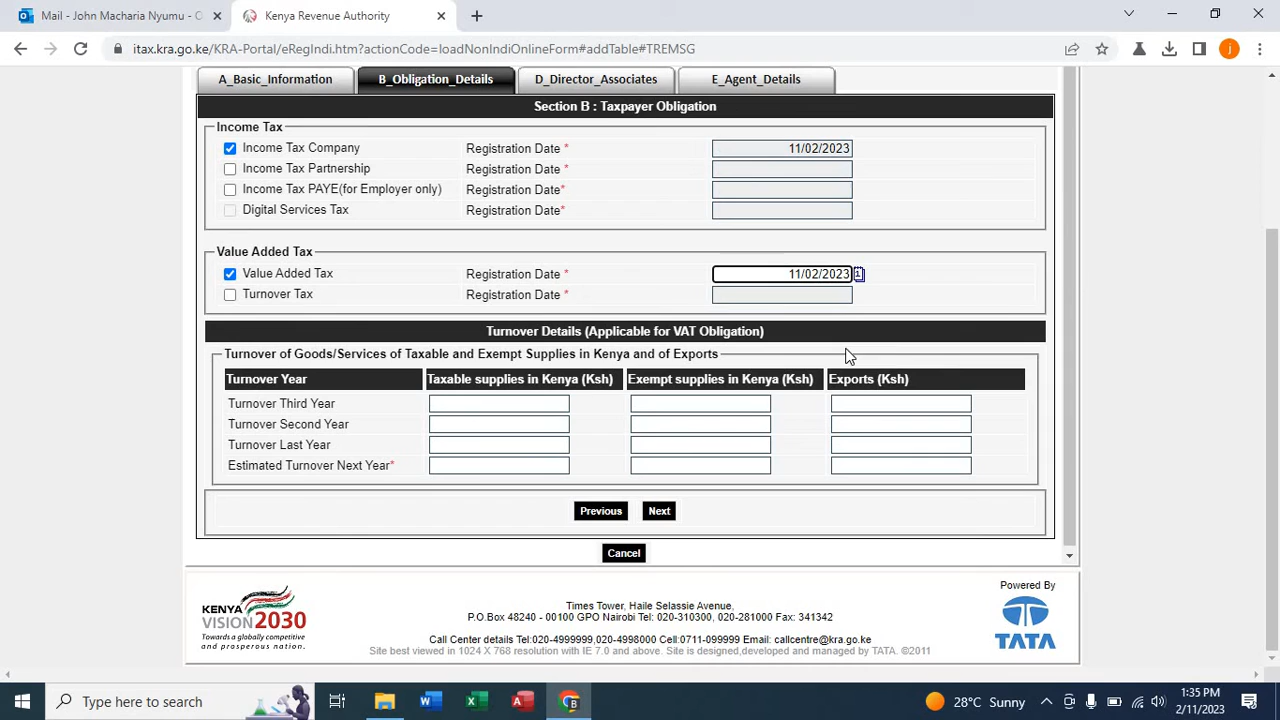 Mail - John Macharia Nyumu - O
Kenya Revenue Authority
itax.kra.go.ke/KRA-Portal/eRegIndi.htm?actionCode=loadNonIndiOnlineForm#addTable#TREMSG
j
A_Basic_Information B_Obligation_Details D_Director_Associates E_Agent_Details
Section B : Taxpayer Obligation
Income Tax
Income Tax Company Registration Date * 11/02/2023
Income Tax Partnership Registration Date *
Income Tax PAYE(for Employer only) Registration Date*
Digital Services Tax Registration Date*
Value Added Tax
Value Added Tax Registration Date * 11/02/2023
Turnover Tax Registration Date *
Turnover Details (Applicable for VAT Obligation)
Turnover of Goods/Services of Taxable and Exempt Supplies in Kenya and of Exports
Turnover Year Taxable supplies in Kenya (Ksh) Exempt supplies in Kenya (Ksh) Exports (Ksh)
Turnover Third Year
Turnover Second Year
Turnover Last Year
Estimated Turnover Next Year*
Previous Next
Cancel
KENYA
VISION 2030
Towards a globally competitive
and prosperous nation.
Times Tower, Haile Selassie Avenue,
P.O.Box 48240 - 00100 GPO Nairobi Tel: 020-310300, 020-281000 Fax: 341342
Call Center details Tel:020-4999999,020-4998000 Cell:0711-099999 Email: callcentre@kra.go.ke
Site best viewed in 1024 X 768 resolution with IE 7.0 and above. Site is designed,developed and managed by TATA. ©2011
Powered By
TATA
Type here to search
28°C Sunny
1:35 PM
2/11/2023